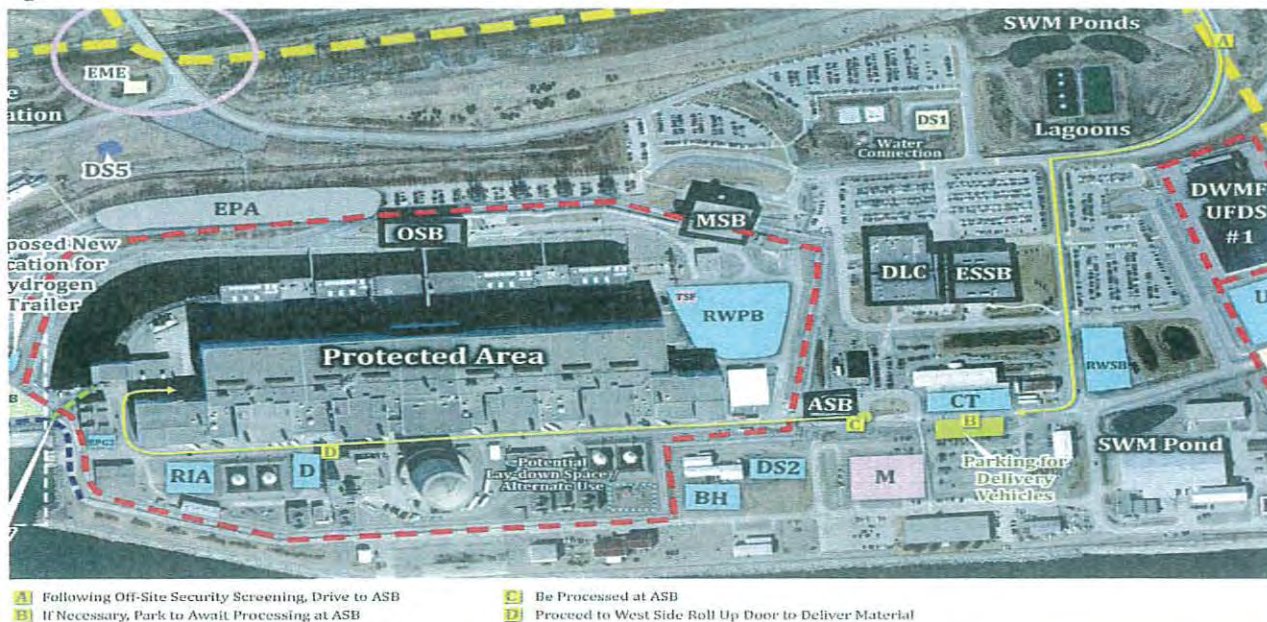 SWM Ponds
A
EME
ation
DS1
Water
Connection
Lagoons
DS5
EPA
MSB
DWMF
UFDS
#1
OSB
posed New
cation for
ydrogen
Trailer
DLC
ESSB
TSF
RWPB
U
Protected Area
RWSB
CT
ASB
B
C
D
SWM Pond
RIA
D
Potential
Lay-down Space /
Alternate Use
DS2
BH
M
Parking for
Delivery
Vehicles
A Following Off-Site Security Screening, Drive to ASB
B If Necessary, Park to Await Processing at ASB
C Be Processed at ASB
D Proceed to West Side Roll Up Door to Deliver Material